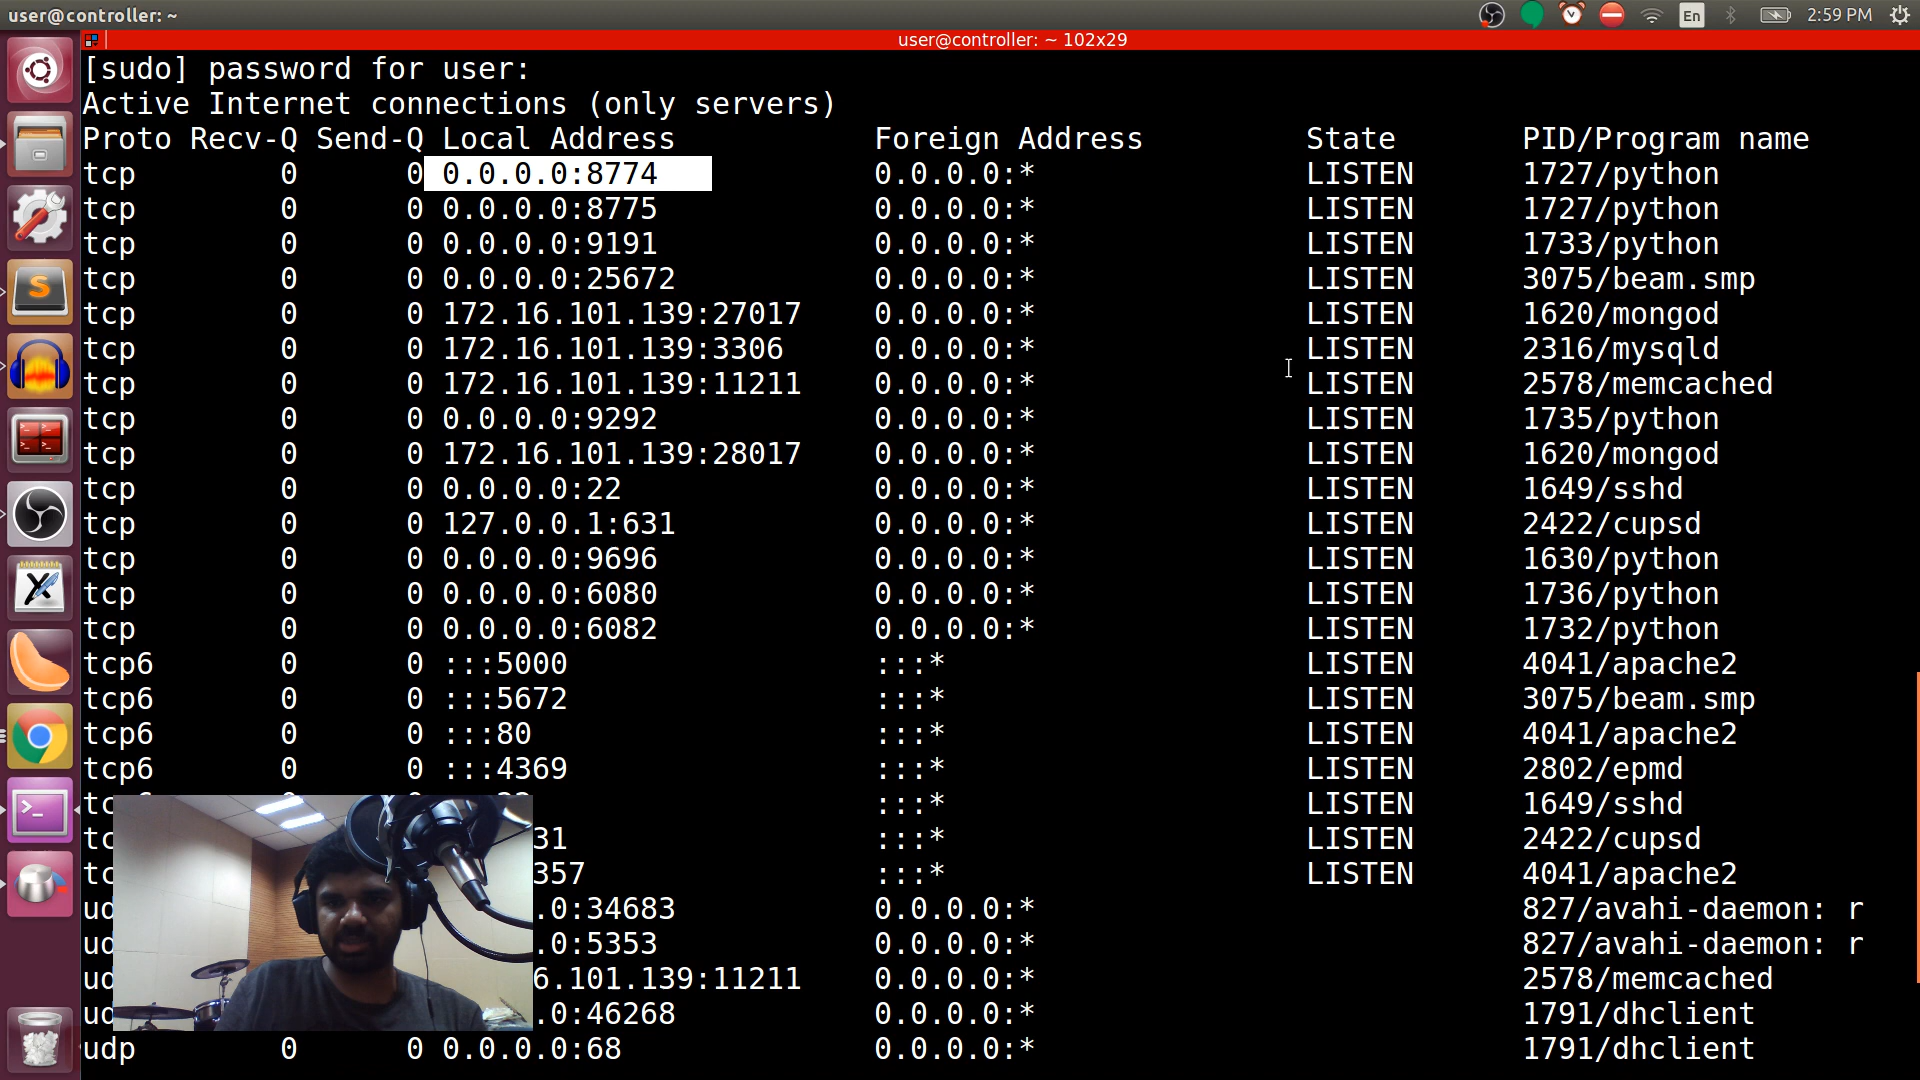 user@controller: ~
En
2:59 PM
user@controller: ~ 102x29
[sudo] password for user:
Active Internet connections (only servers)
Proto Recv-Q Send-Q Local Address Foreign Address State PID/Program name
tcp 0 0 0.0.0.0:8774 0.0.0.0:* LISTEN 1727/python
tcp 0 0 0.0.0.0:8775 0.0.0.0:* LISTEN 1727/python
tcp 0 0 0.0.0.0:9191 0.0.0.0:* LISTEN 1733/python
tcp 0 0 0.0.0.0:25672 0.0.0.0:* LISTEN 3075/beam.smp
tcp 0 0 172.16.101.139:27017 0.0.0.0:* LISTEN 1620/mongod
tcp 0 0 172.16.101.139:3306 0.0.0.0:* LISTEN 2316/mysqld
tcp 0 0 172.16.101.139:11211 0.0.0.0:* LISTEN 2578/memcached
tcp 0 0 0.0.0.0:9292 0.0.0.0:* LISTEN 1735/python
tcp 0 0 172.16.101.139:28017 0.0.0.0:* LISTEN 1620/mongod
tcp 0 0 0.0.0.0:22 0.0.0.0:* LISTEN 1649/sshd
tcp 0 0 127.0.0.1:631 0.0.0.0:* LISTEN 2422/cupsd
tcp 0 0 0.0.0.0:9696 0.0.0.0:* LISTEN 1630/python
tcp 0 0 0.0.0.0:6080 0.0.0.0:* LISTEN 1736/python
tcp 0 0 0.0.0.0:6082 0.0.0.0:* LISTEN 1732/python
tcp6 0 0 :::5000 :::* LISTEN 4041/apache2
tcp6 0 0 :::5672 :::* LISTEN 3075/beam.smp
tcp6 0 0 :::80 :::* LISTEN 4041/apache2
tcp6 0 0 :::4369 :::* LISTEN 2802/epmd
:::* LISTEN 1649/sshd
31 :::* LISTEN 2422/cupsd
357 :::* LISTEN 4041/apache2
.0:34683 0.0.0.0:* 827/avahi-daemon: r
.0:5353 0.0.0.0:* 827/avahi-daemon: r
6.101.139:11211 0.0.0.0:* 2578/memcached
.0:46268 0.0.0.0:* 1791/dhclient
udp 0 0 0.0.0.0:68 0.0.0.0:* 1791/dhclient